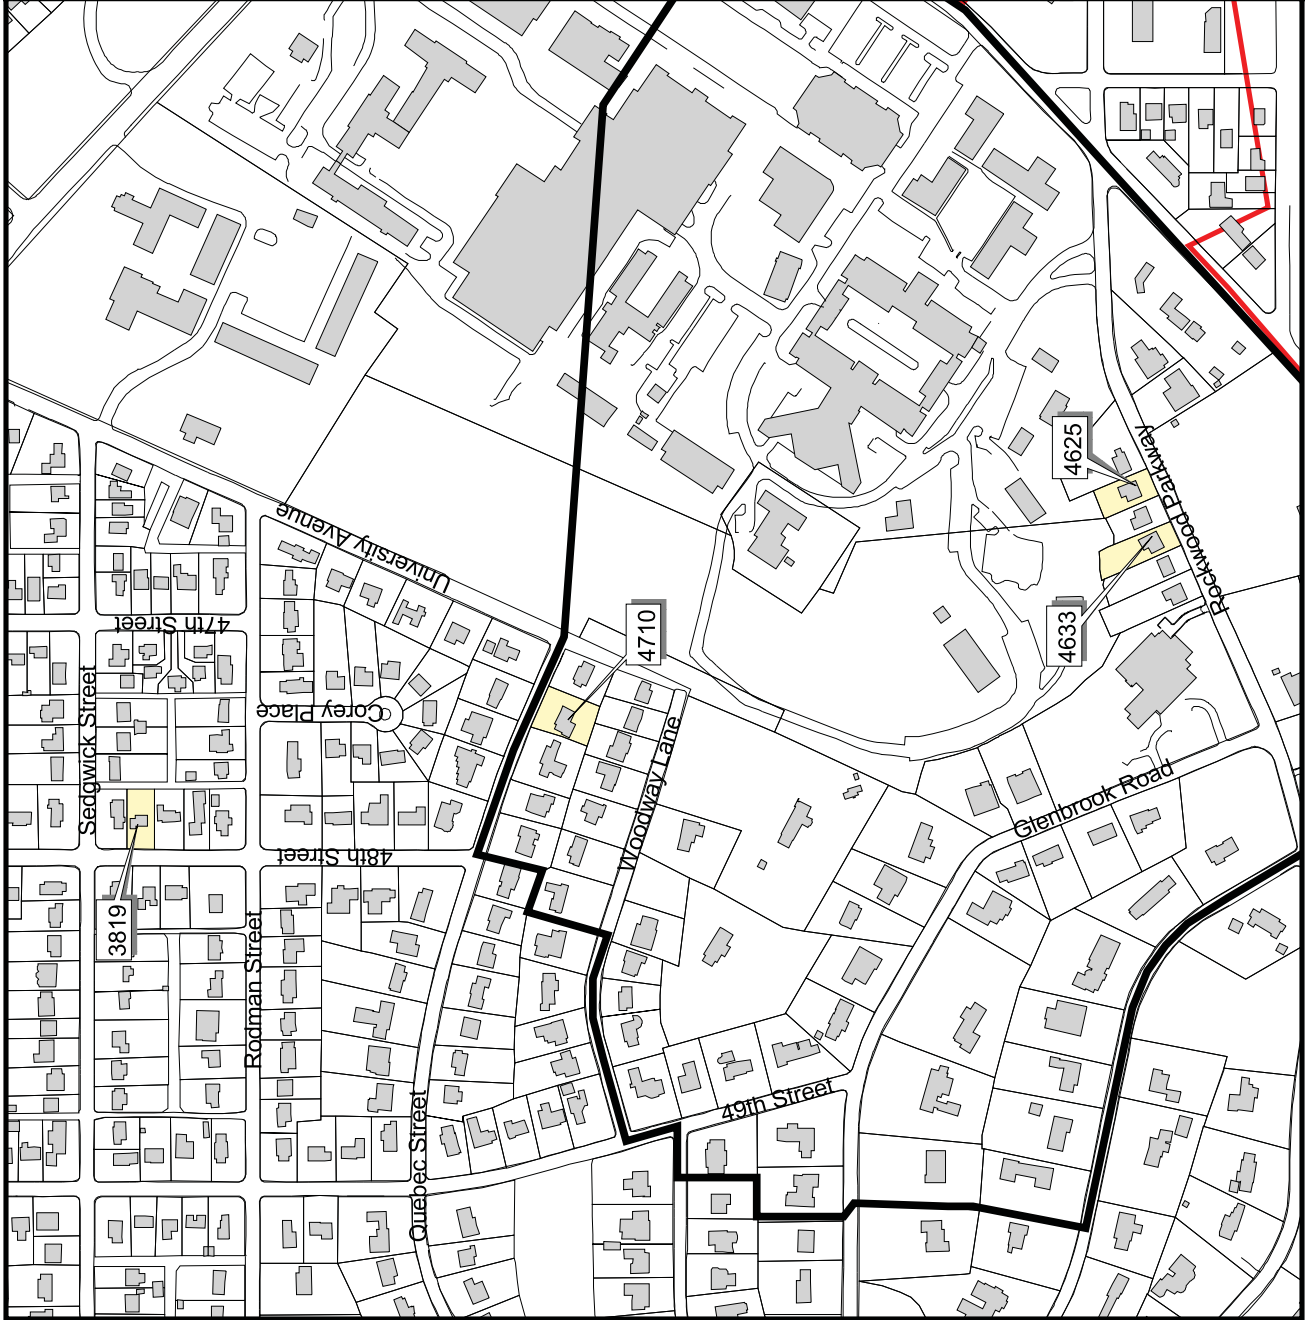 4625
Rockwood Parkway
University Avenue
4710
4633
47th Street
Sedgwick Street
Corey Place
Woodway Lane
Glenbrook Road
48th Street
3819
Rodman Street
49th Street
Quebec Street